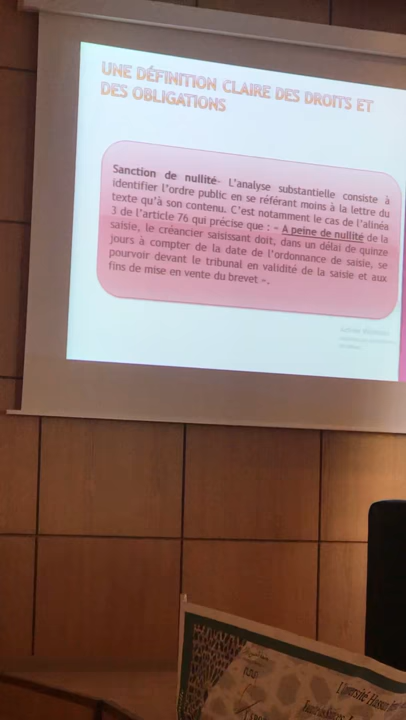 UNE DÉFINITION CLAIRE DES DROITS ET
DES OBLIGATIONS
Sanction de nullité- L'analyse substantielle consiste à
identifier l'ordre public en se référant moins à la lettre du
texte qu'à son contenu. C'est notamment le cas de l'alinéa
3 de l'article 76 qui précise que : « A peine de nullité de la
saisie, le créancier saisissant doit, dans un délai de quinze
jours à compter de la date de l'ordonnance de saisie, se
pourvoir devant le tribunal en validité de la saisie et aux
fins de mise en vente du brevet ».
Université Hassan